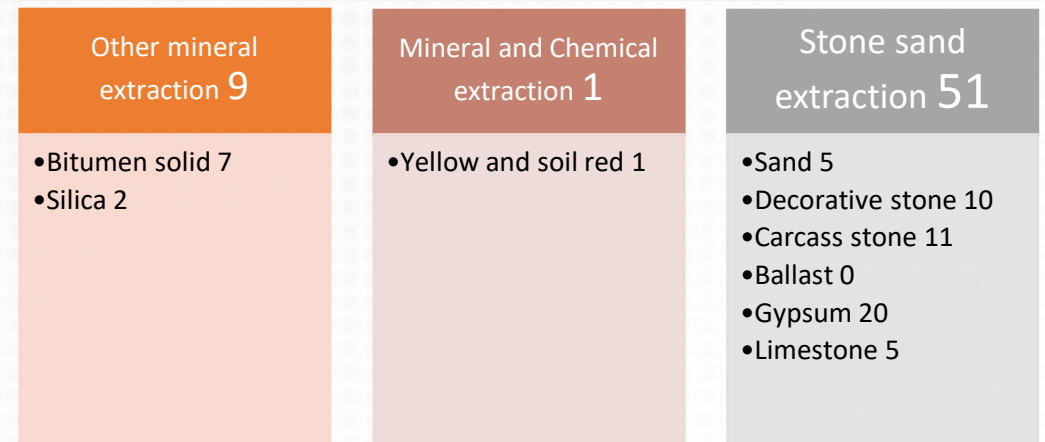 Other mineral
extraction 9
•Bitumen solid 7
•Silica 2
Mineral and Chemical
extraction 1
•Yellow and soil red 1
Stone sand
extraction 51
•Sand 5
•Decorative stone 10
•Carcass stone 11
•Ballast 0
•Gypsum 20
•Limestone 5